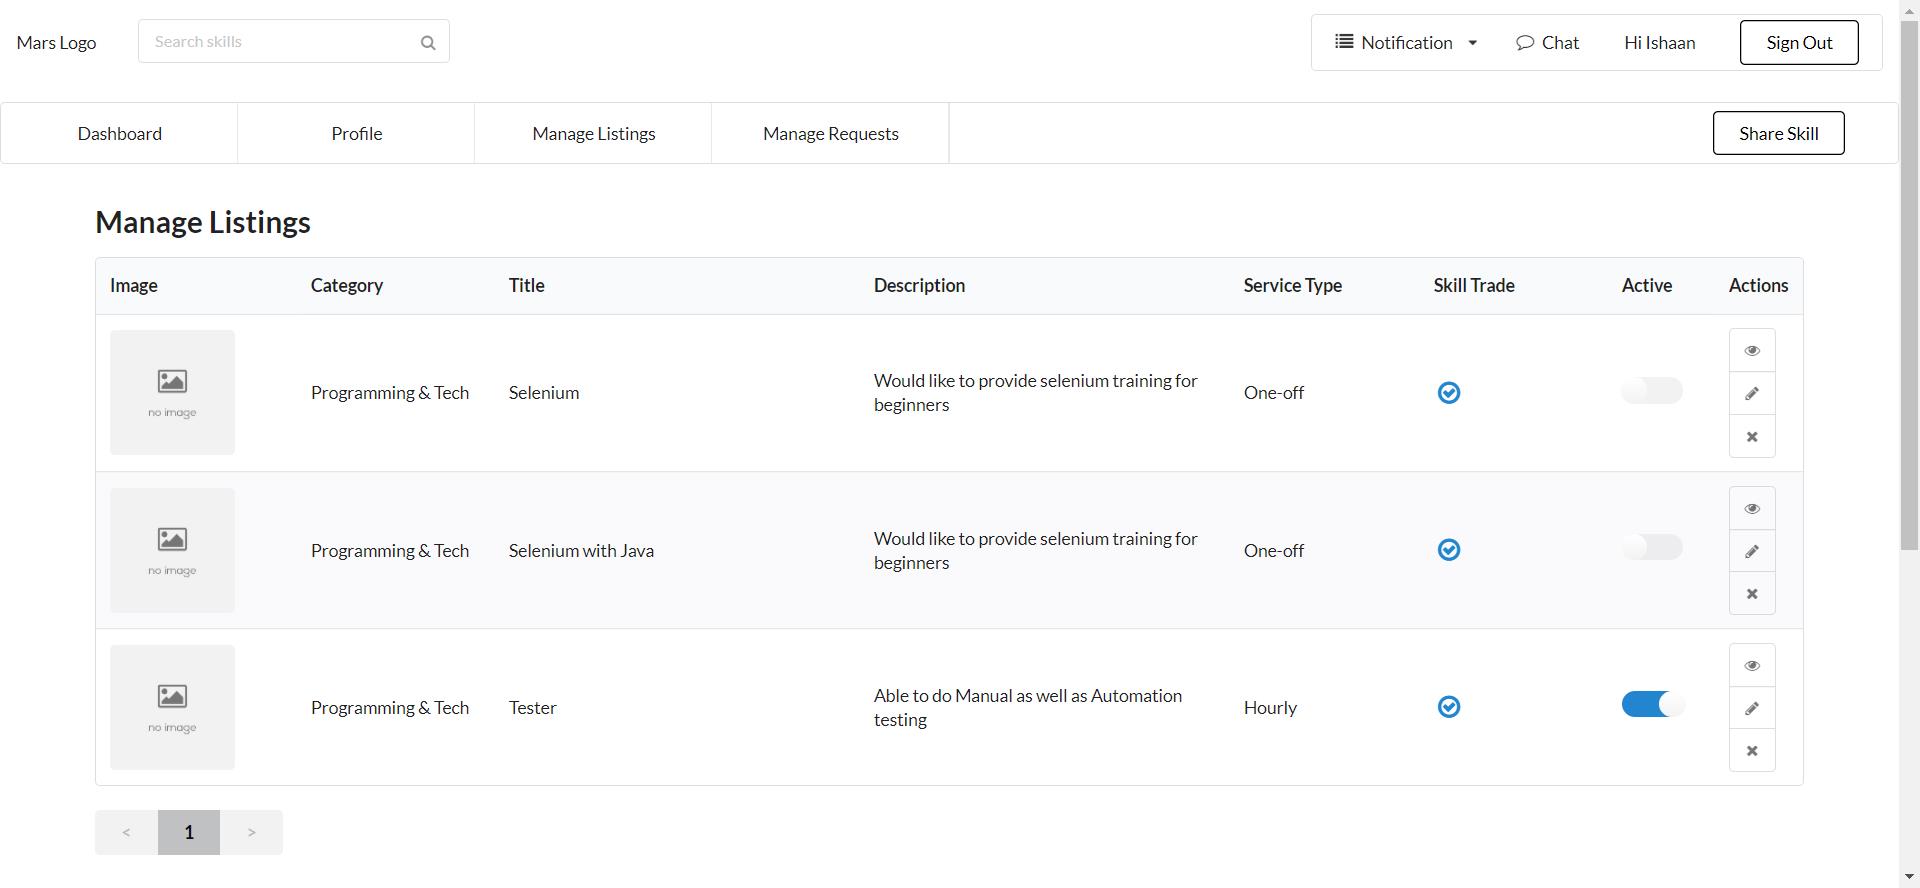 Mars Logo
Search skills
Notification
Chat
Hi Ishaan
Sign Out
Dashboard
Profile
Manage Listings
Manage Requests
Share Skill
Manage Listings
Image Category Title Description Service Type Skill Trade Active Actions
no image
Programming & Tech
Selenium
Would like to provide selenium training for
beginners
One-off
no image
Programming & Tech
Selenium with Java
Would like to provide selenium training for
beginners
One-off
no image
Programming & Tech
Tester
Able to do Manual as well as Automation
testing
Hourly
< 1 >